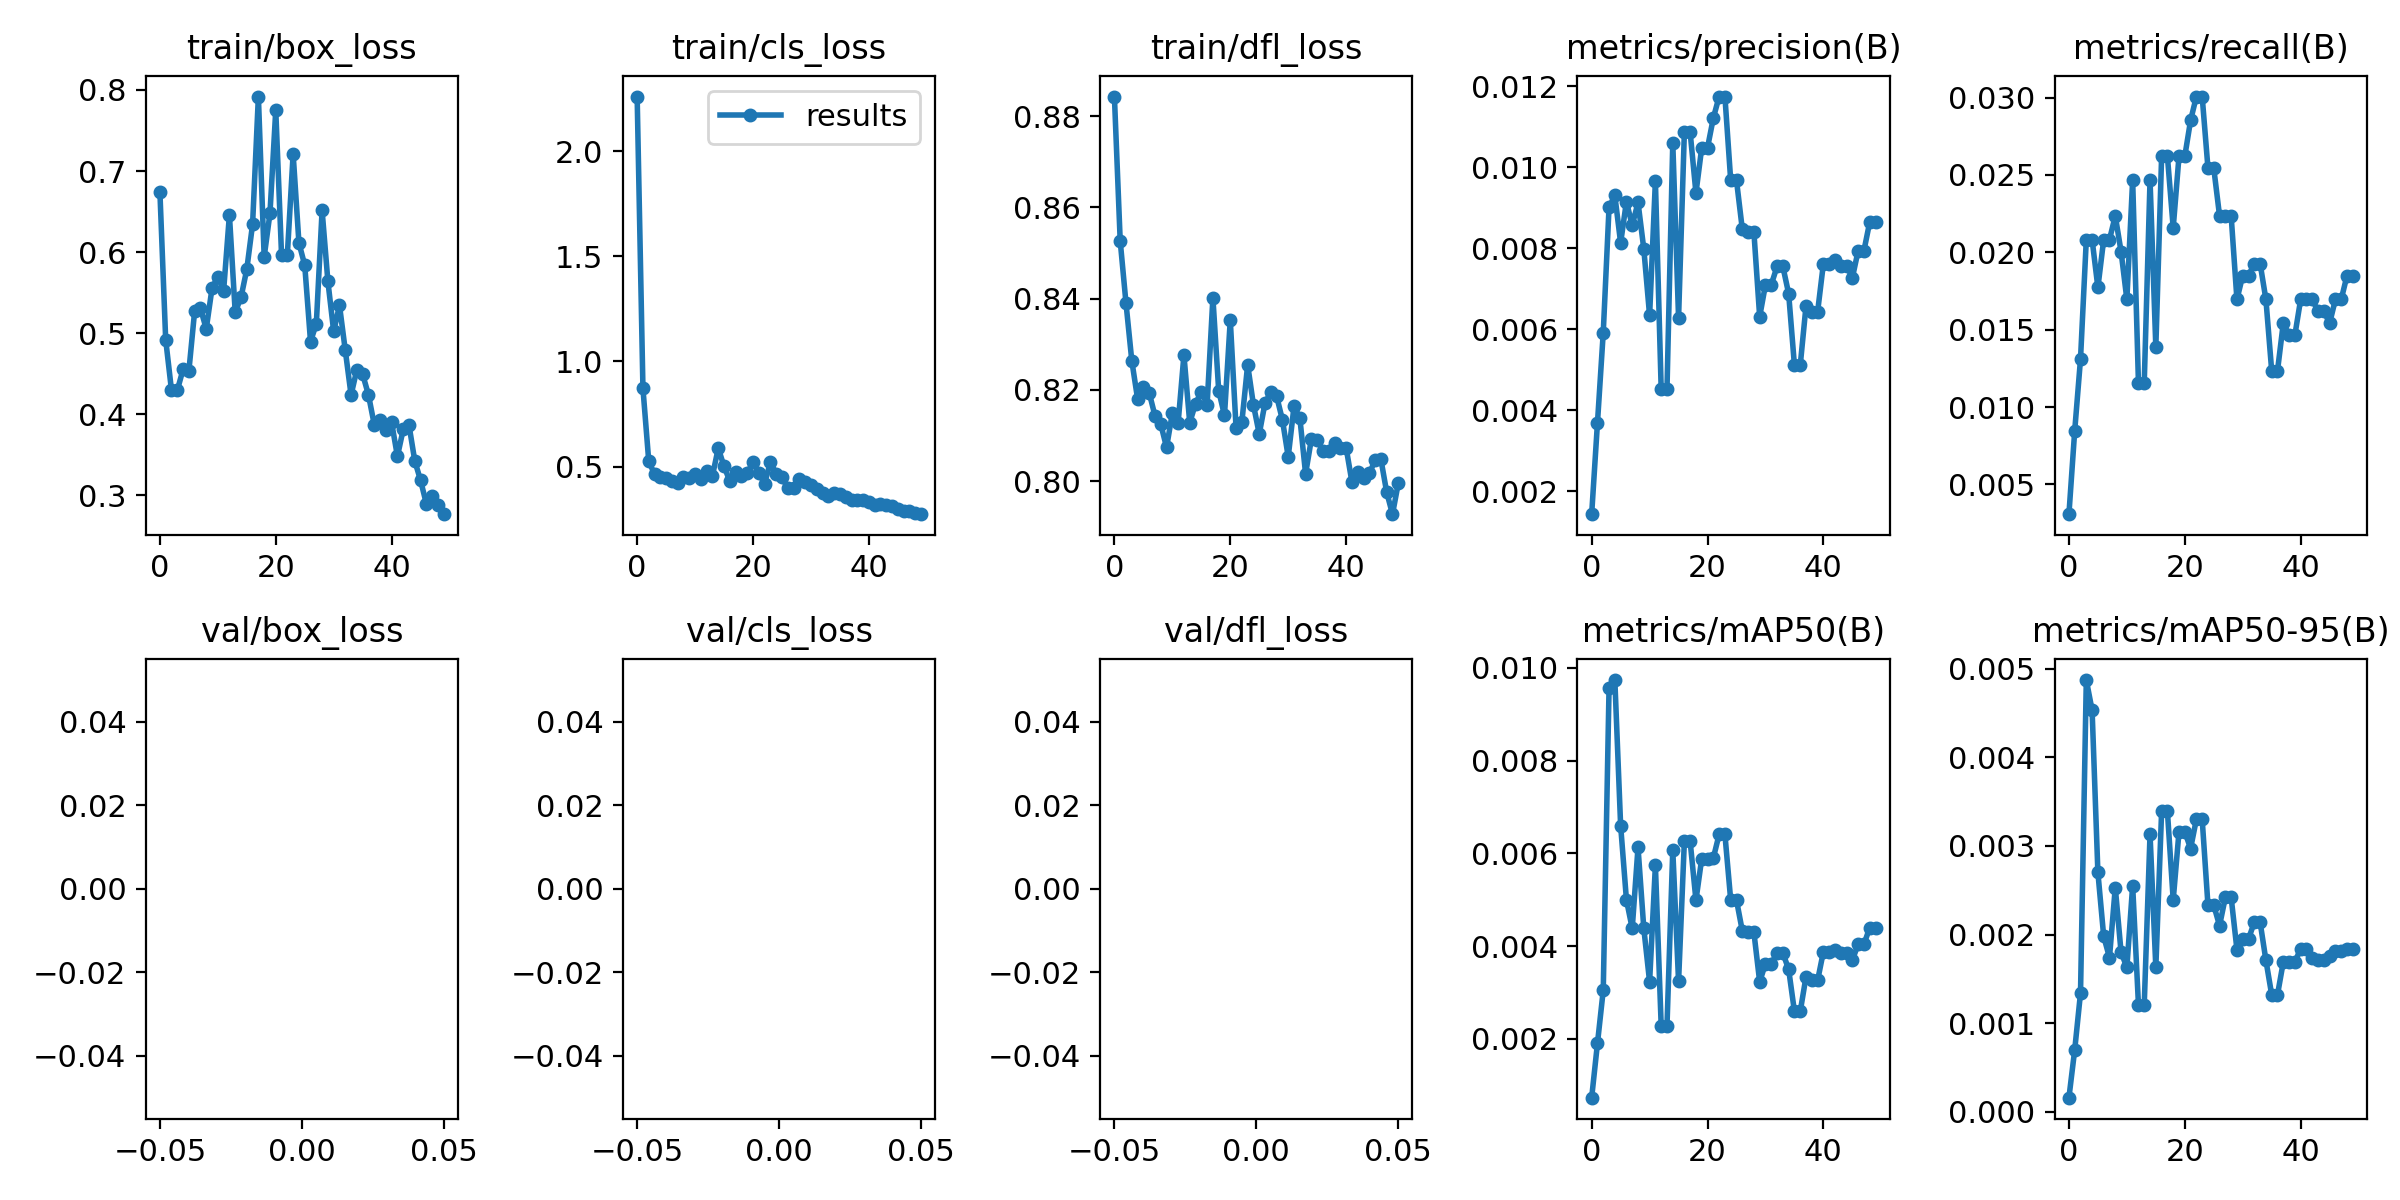 train/box_loss
train/cls_loss
train/dfl_loss
metrics/precision(B)
metrics/recall(B)
0.8
0.7
0.6
0.5
0.4
0.3
0 20 40
results
2.0
1.5
1.0
0.5
0 20 40
0.88
0.86
0.84
0.82
0.80
0 20 40
0.012
0.010
0.008
0.006
0.004
0.002
0 20 40
0.030
0.025
0.020
0.015
0.010
0.005
0 20 40
val/box_loss
val/cls_loss
val/dfl_loss
metrics/mAP50(B)
metrics/mAP50-95(B)
0.04
0.02
0.00
−0.02
−0.04
−0.05 0.00 0.05
0.04
0.02
0.00
−0.02
−0.04
−0.05 0.00 0.05
0.04
0.02
0.00
−0.02
−0.04
−0.05 0.00 0.05
0.010
0.008
0.006
0.004
0.002
0 20 40
0.005
0.004
0.003
0.002
0.001
0.000
0 20 40